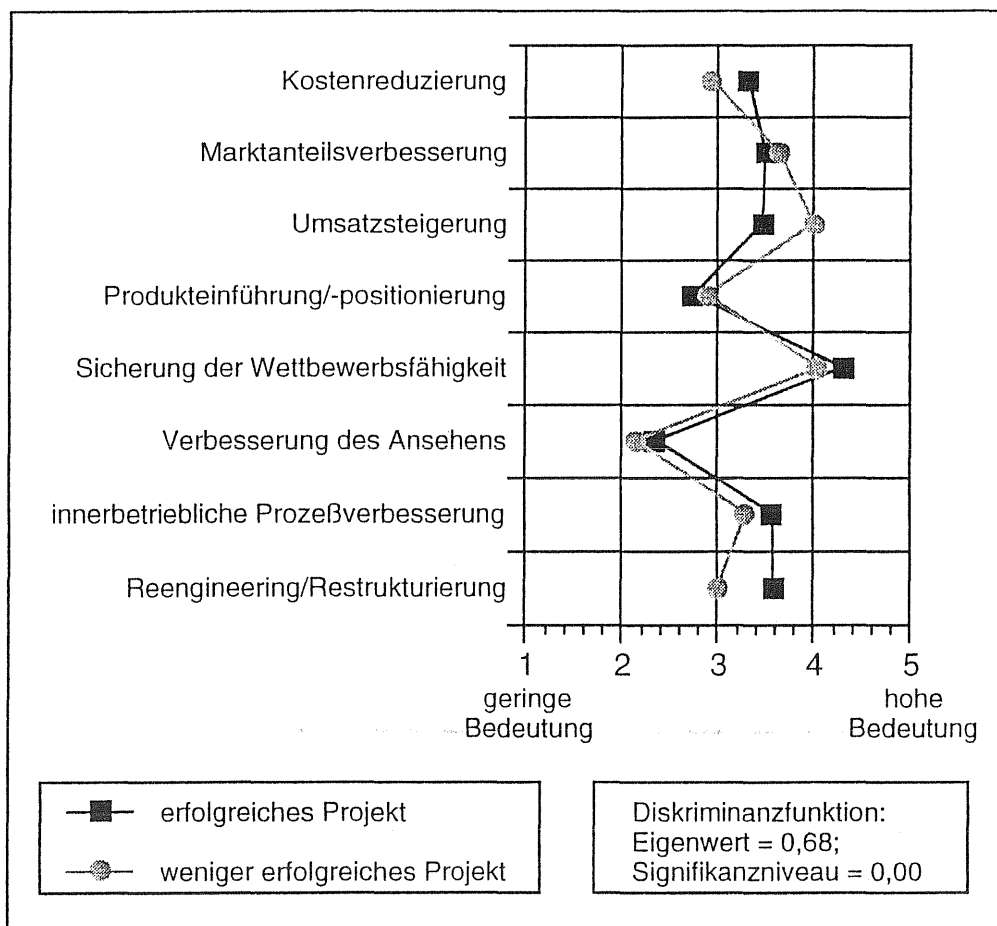 Kostenreduzierung
Marktanteilsverbesserung
Umsatzsteigerung
Produkteinführung/-positionierung
Sicherung der Wettbewerbsfähigkeit
Verbesserung des Ansehens
innerbetriebliche Prozeßverbesserung
Reengineering/Restrukturierung
1 2 3 4 5
geringe Bedeutung
hohe Bedeutung
erfolgreiches Projekt
weniger erfolgreiches Projekt
Diskriminanzfunktion:
Eigenwert = 0,68;
Signifikanzniveau = 0,00